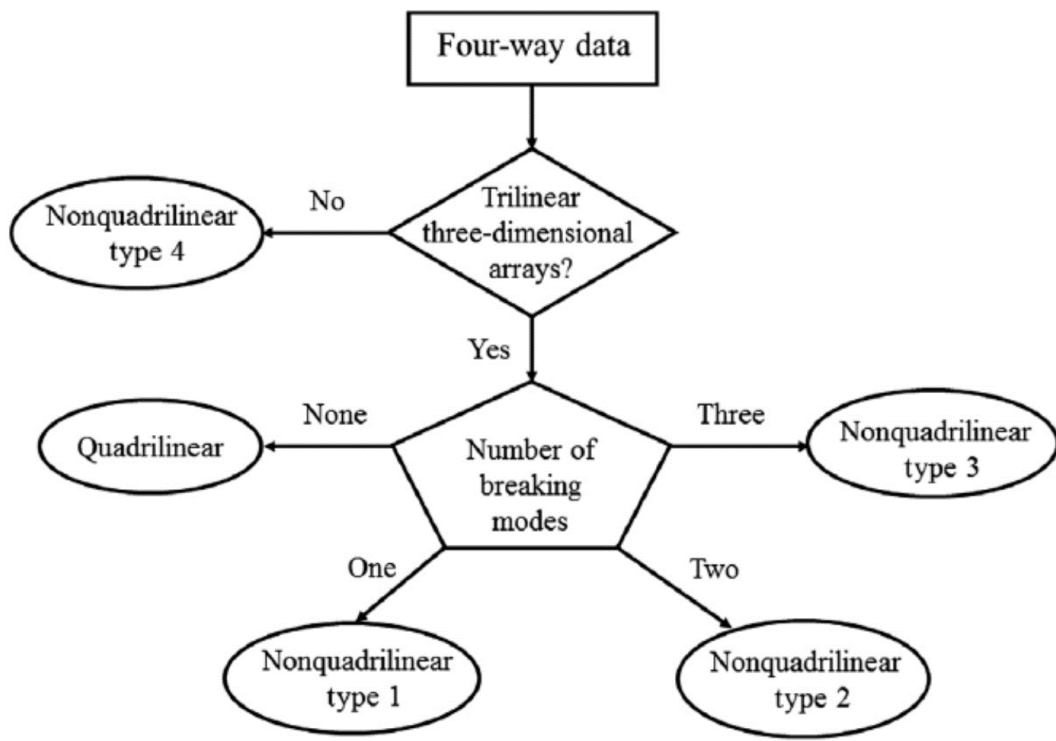 Four-way data
Trilinear
three-dimensional
arrays?
No
Nonquadrilinear
type 4
Yes
None
Quadrilinear
Number of
breaking
modes
Three
Nonquadrilinear
type 3
One
Nonquadrilinear
type 1
Two
Nonquadrilinear
type 2